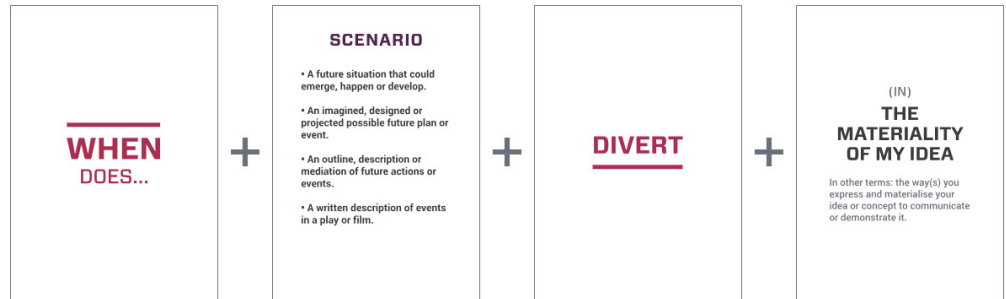 WHEN
DOES...
+
SCENARIO
• A future situation that could
emerge, happen or develop.
• An imagined, designed or
projected possible future plan or
event.
• An outline, description or
mediation of future actions or
events.
• A written description of events
in a play or film.
+
DIVERT
+
(IN)
THE
MATERIALITY
OF MY IDEA
In other terms: the way(s) you
express and materialise your
idea or concept to communicate
or demonstrate it.